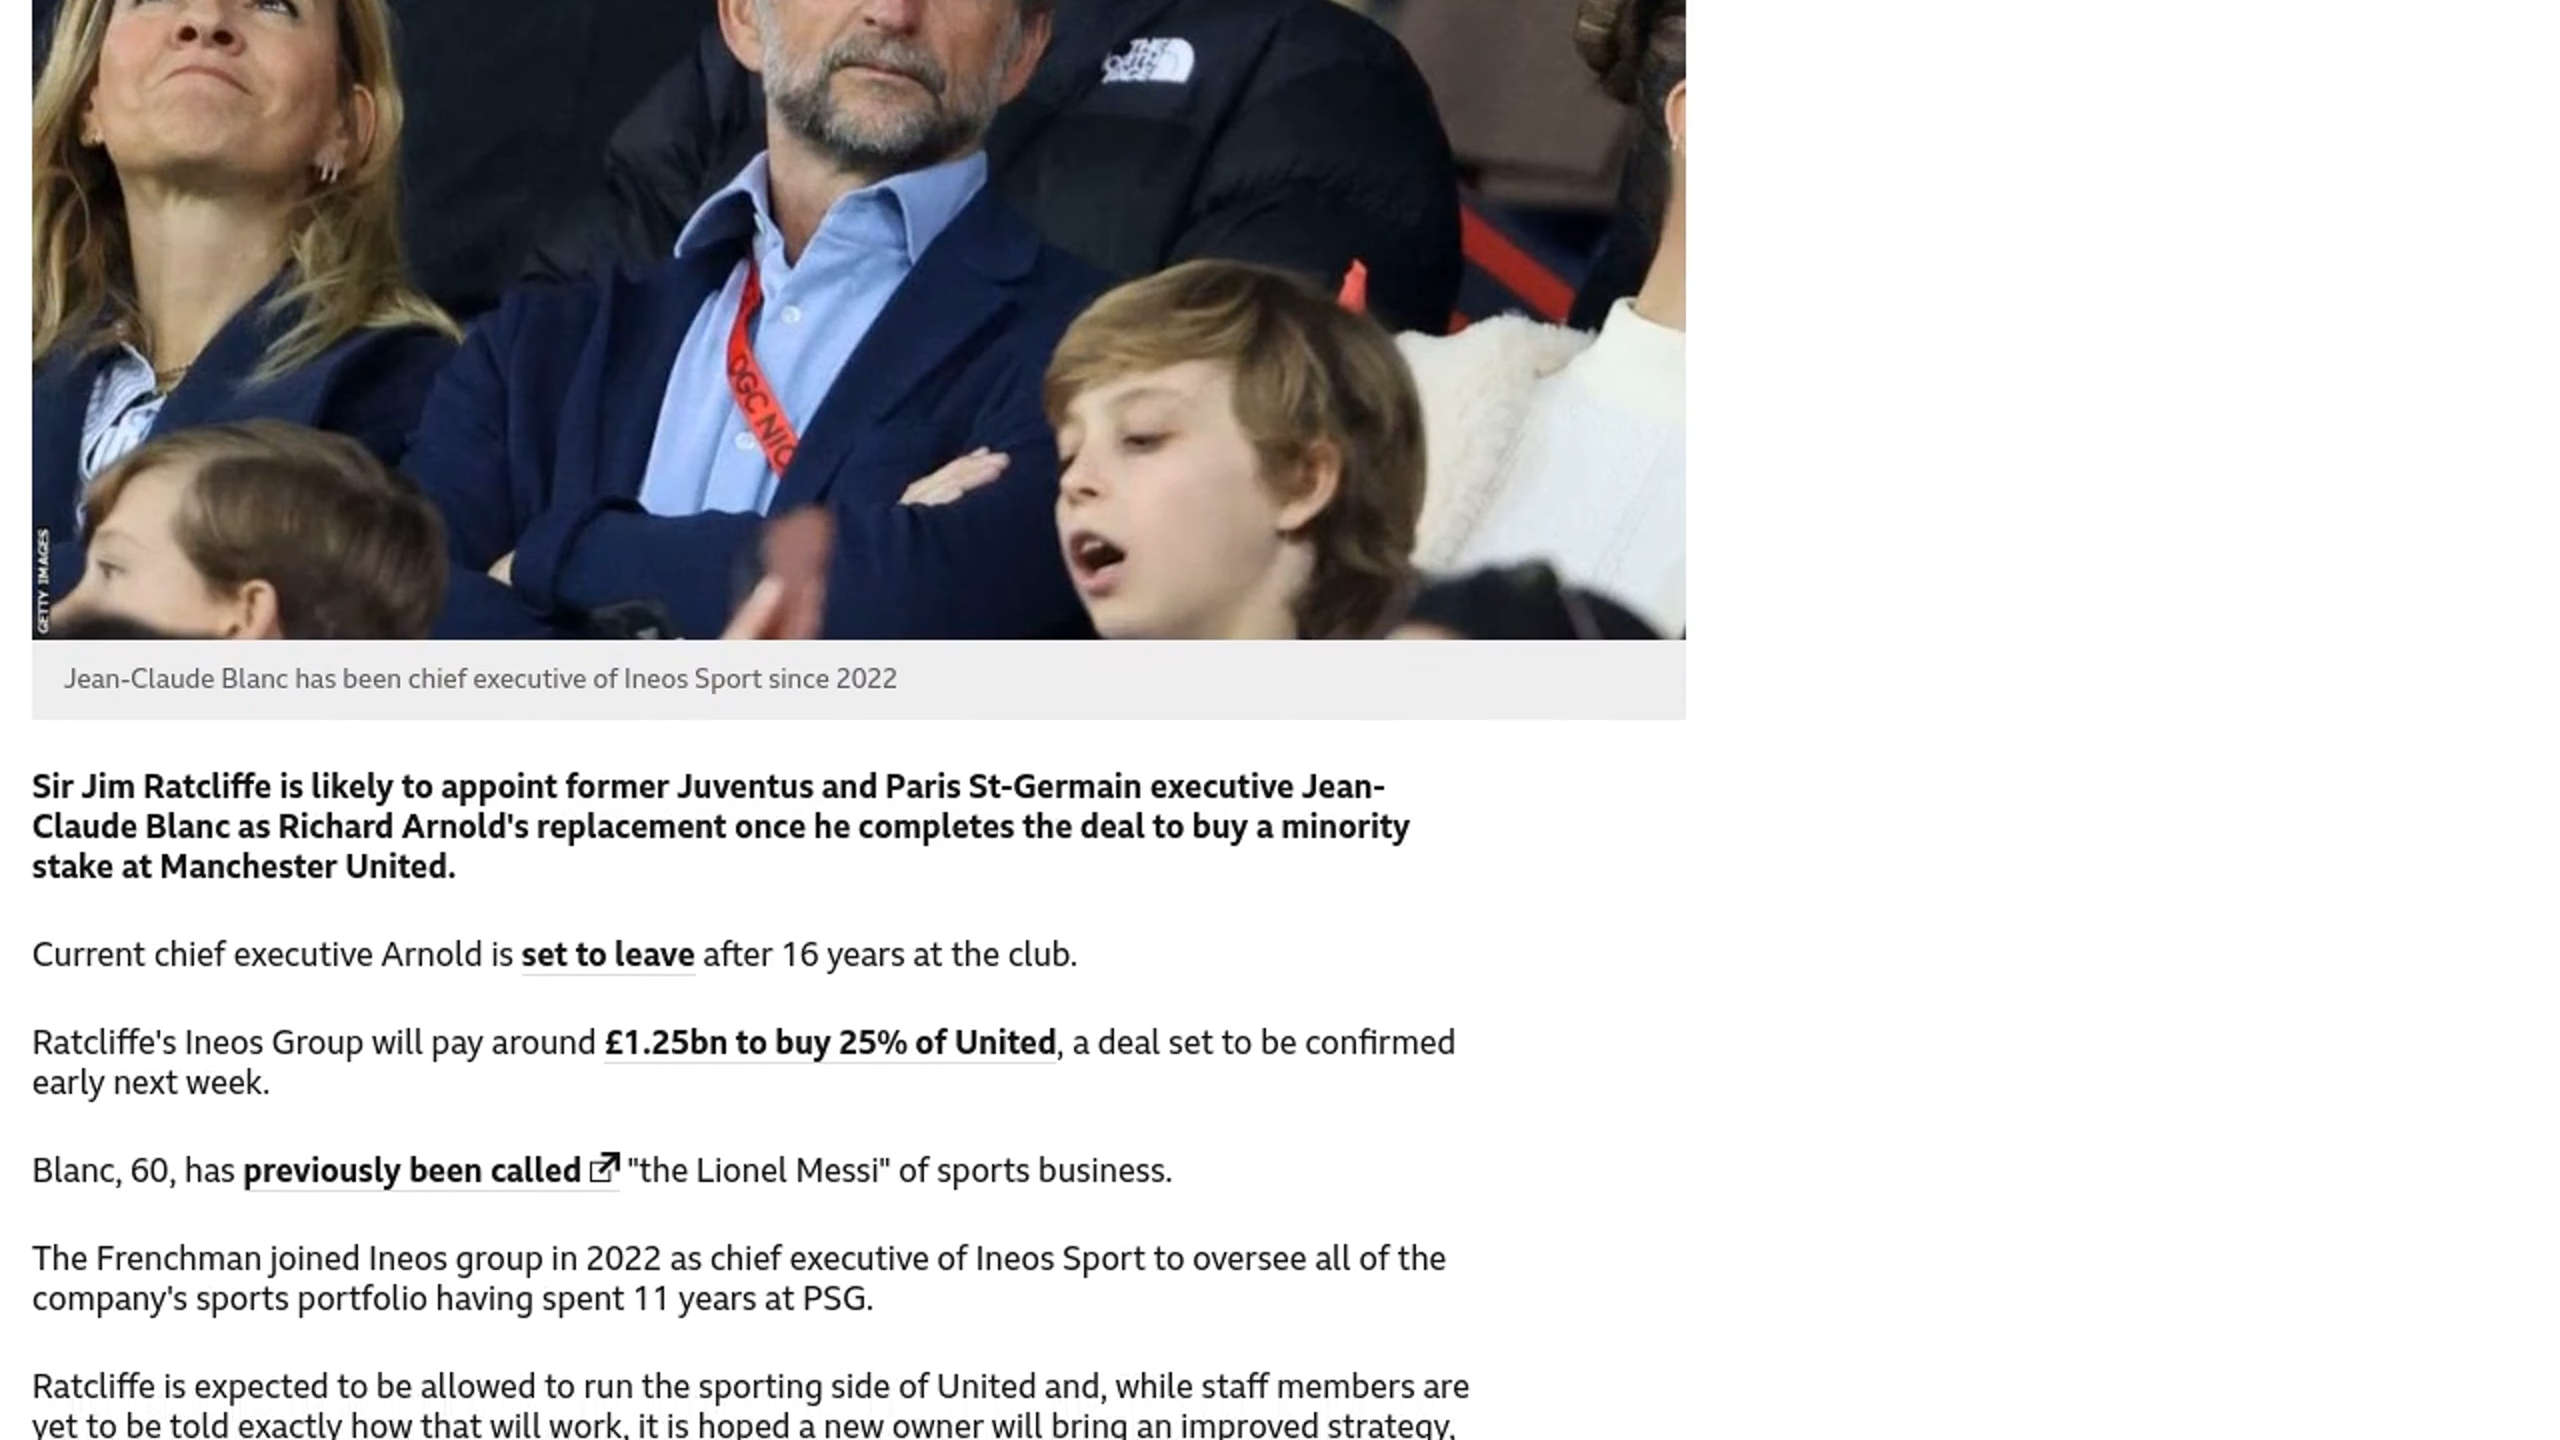 THE
NORTH
FACE
OGC NIC
GETTY IMAGES
Jean-Claude Blanc has been chief executive of Ineos Sport since 2022
Sir Jim Ratcliffe is likely to appoint former Juventus and Paris St-Germain executive Jean-
Claude Blanc as Richard Arnold's replacement once he completes the deal to buy a minority
stake at Manchester United.
Current chief executive Arnold is set to leave after 16 years at the club.
Ratcliffe's Ineos Group will pay around £1.25bn to buy 25% of United, a deal set to be confirmed
early next week.
Blanc, 60, has previously been called "the Lionel Messi" of sports business.
The Frenchman joined Ineos group in 2022 as chief executive of Ineos Sport to oversee all of the
company's sports portfolio having spent 11 years at PSG.
Ratcliffe is expected to be allowed to run the sporting side of United and, while staff members are
yet to be told exactly how that will work, it is hoped a new owner will bring an improved strategy,